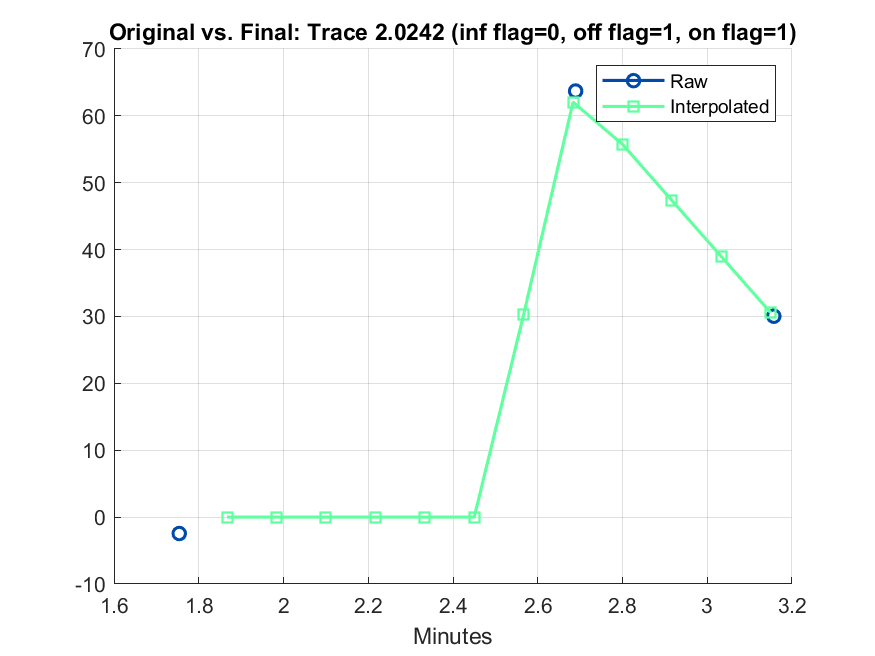 Original vs. Final: Trace 2.0242 (inf flag=0, off flag=1, on flag=1)
70
60
50
40
30
20
10
0
-10
Raw
Interpolated
1.6 1.8 2 2.2 2.4 2.6 2.8 3 3.2
Minutes